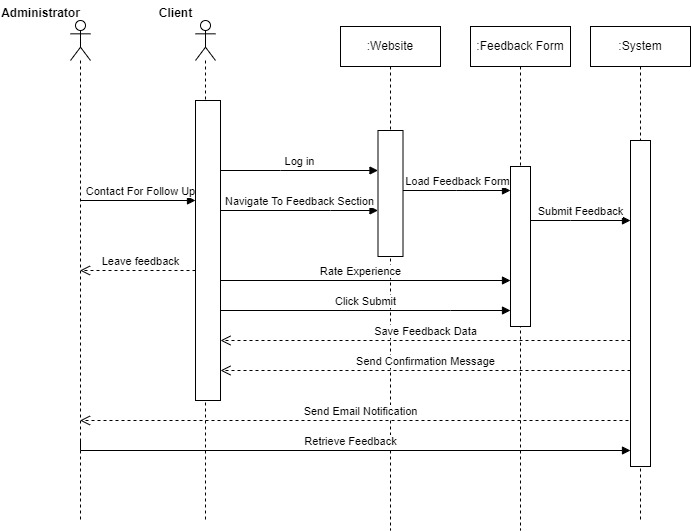 Administrator
Client
:Website
:Feedback Form
:System
Log in
Load Feedback Form
Contact For Follow Up
Navigate To Feedback Section
Submit Feedback
Leave feedback
Rate Experience
Click Submit
Save Feedback Data
Send Confirmation Message
Send Email Notification
Retrieve Feedback